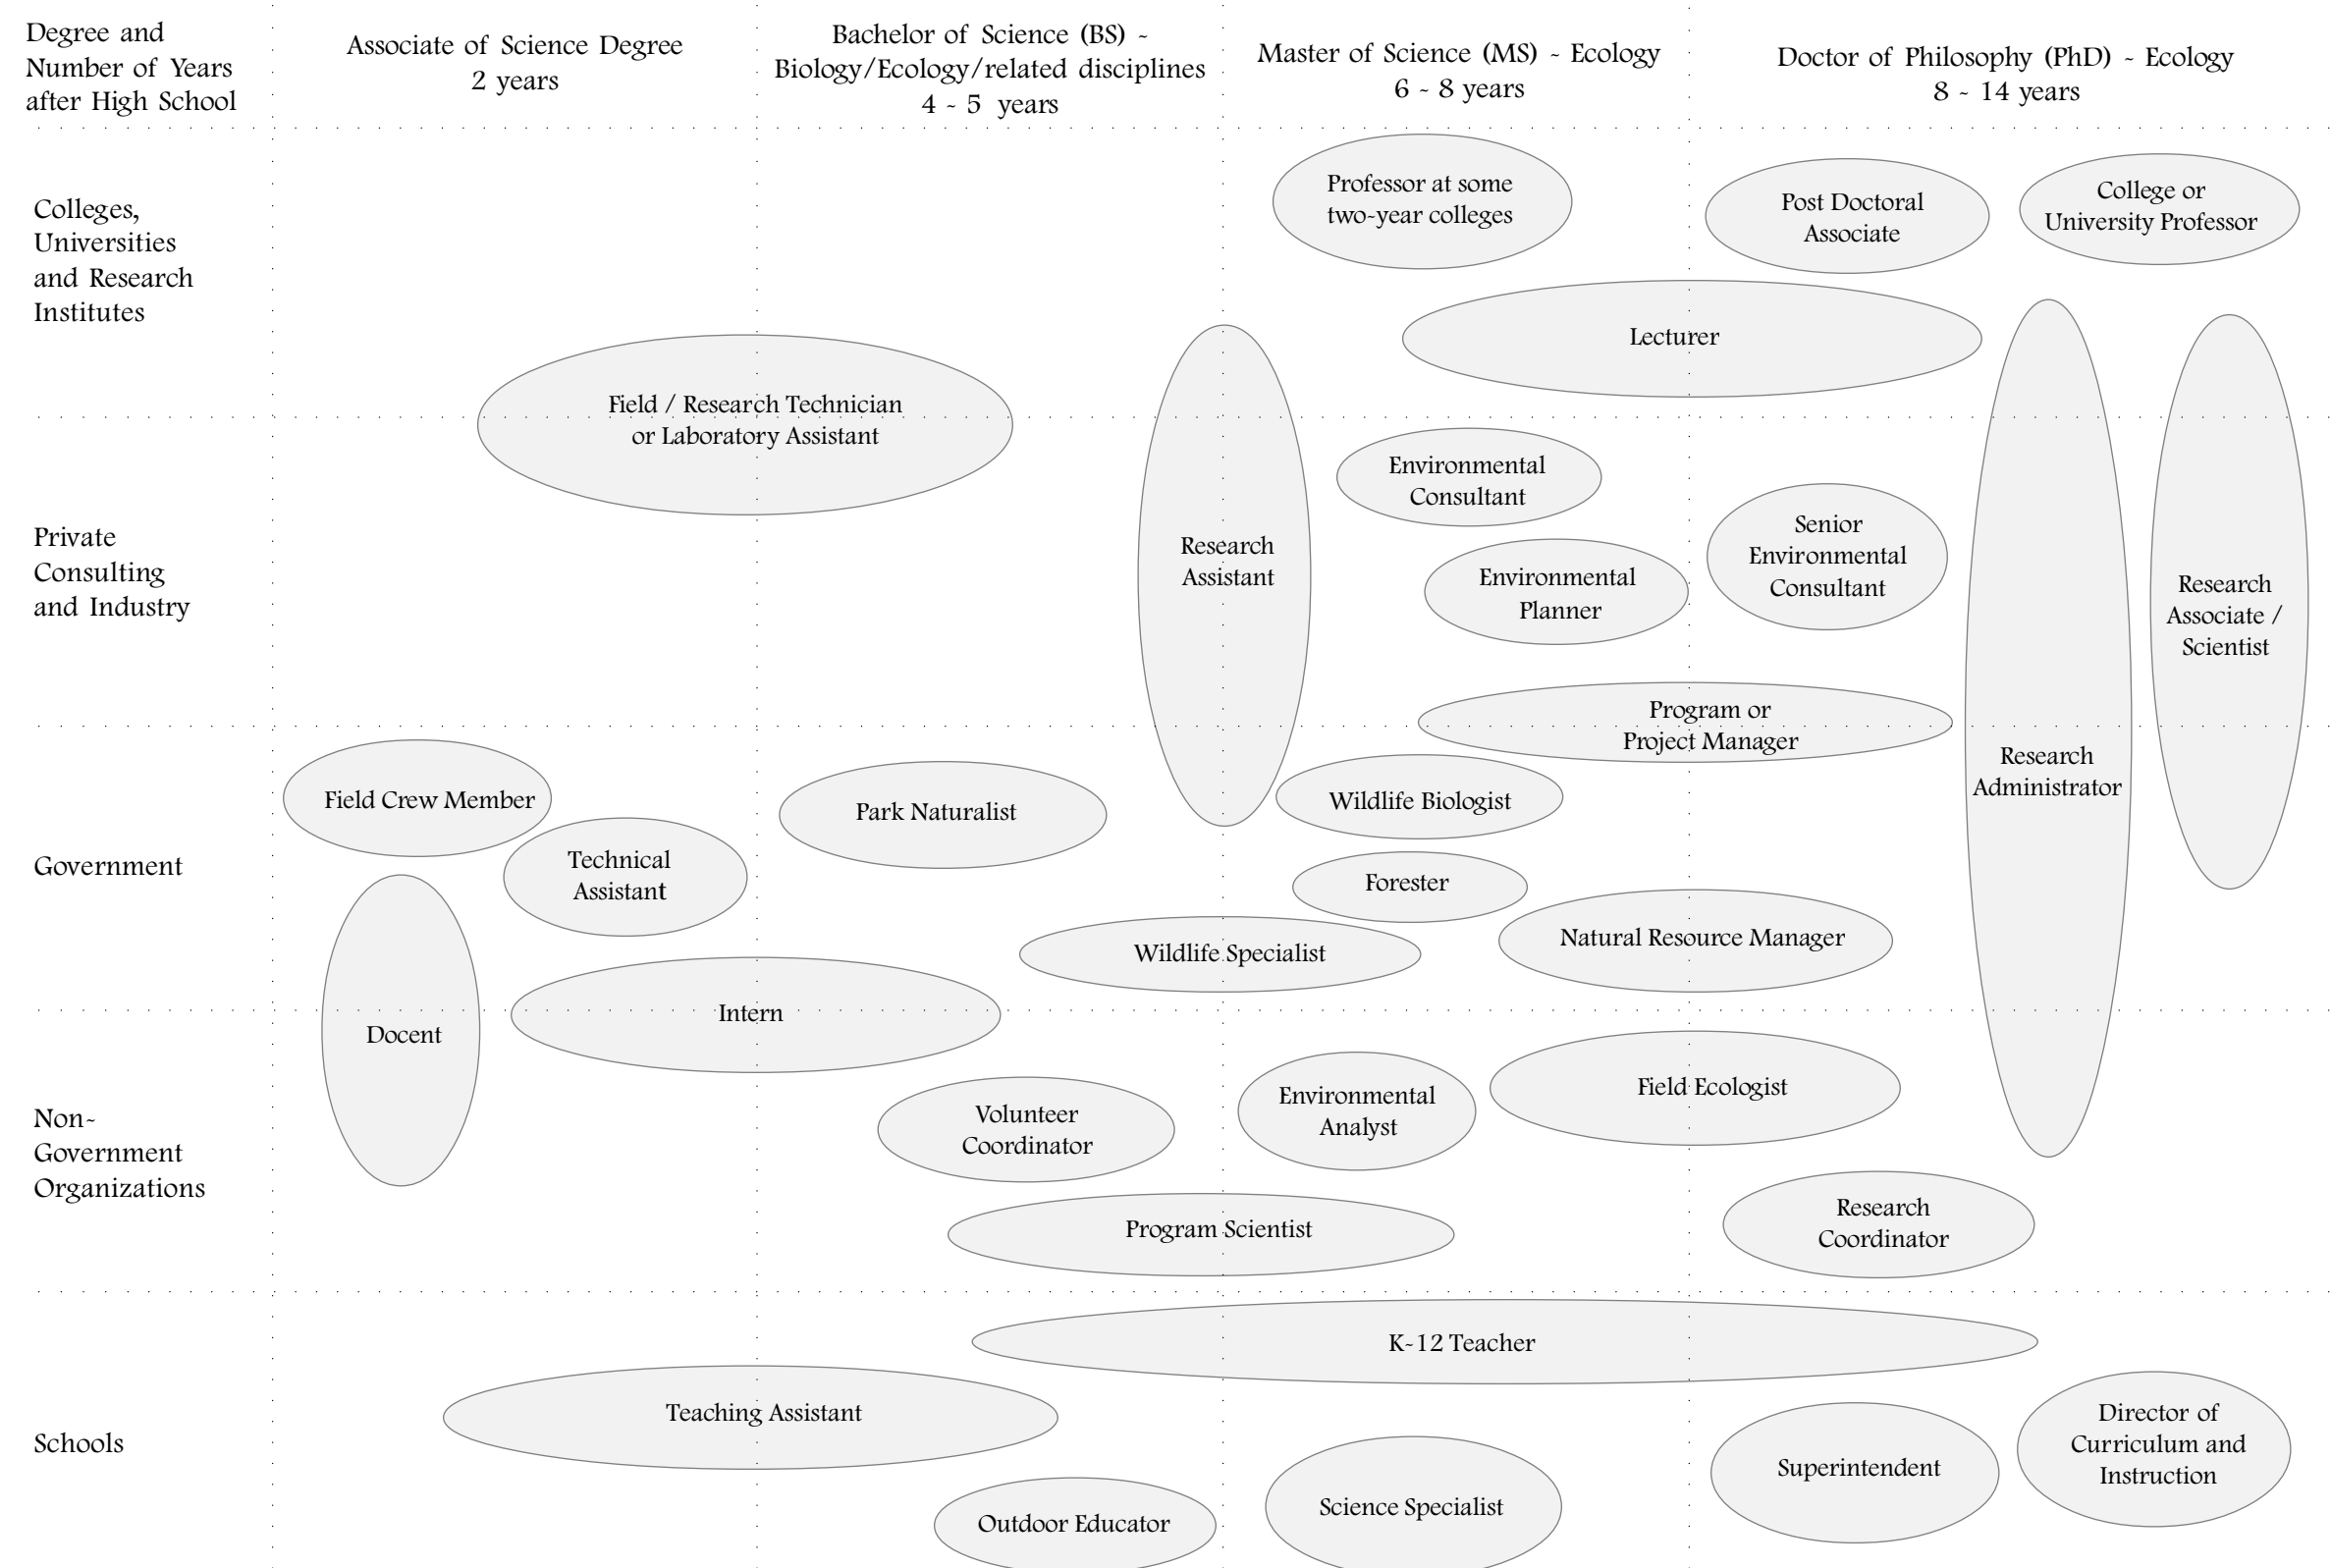 Degree and
Number of Years
after High School
Associate of Science Degree
2 years
Bachelor of Science (BS) ~
Biology/Ecology/related disciplines
4 ~ 5 years
Master of Science (MS) ~ Ecology
6 ~ 8 years
Doctor of Philosophy (PhD) ~ Ecology
8 ~ 14 years
Colleges,
Universities
and Research
Institutes
Professor at some
two-year colleges
Post Doctoral
Associate
College or
University Professor
Lecturer
Field / Research Technician
or Laboratory Assistant
Private
Consulting
and Industry
Research
Assistant
Environmental
Consultant
Environmental
Planner
Senior
Environmental
Consultant
Research
Associate /
Scientist
Program or
Project Manager
Research
Administrator
Government
Field Crew Member
Technical
Assistant
Park Naturalist
Wildlife Biologist
Forester
Wildlife Specialist
Natural Resource Manager
Docent
Intern
Non~
Government
Organizations
Volunteer
Coordinator
Environmental
Analyst
Field Ecologist
Program Scientist
Research
Coordinator
Schools
K~12 Teacher
Teaching Assistant
Outdoor Educator
Science Specialist
Superintendent
Director of
Curriculum and
Instruction